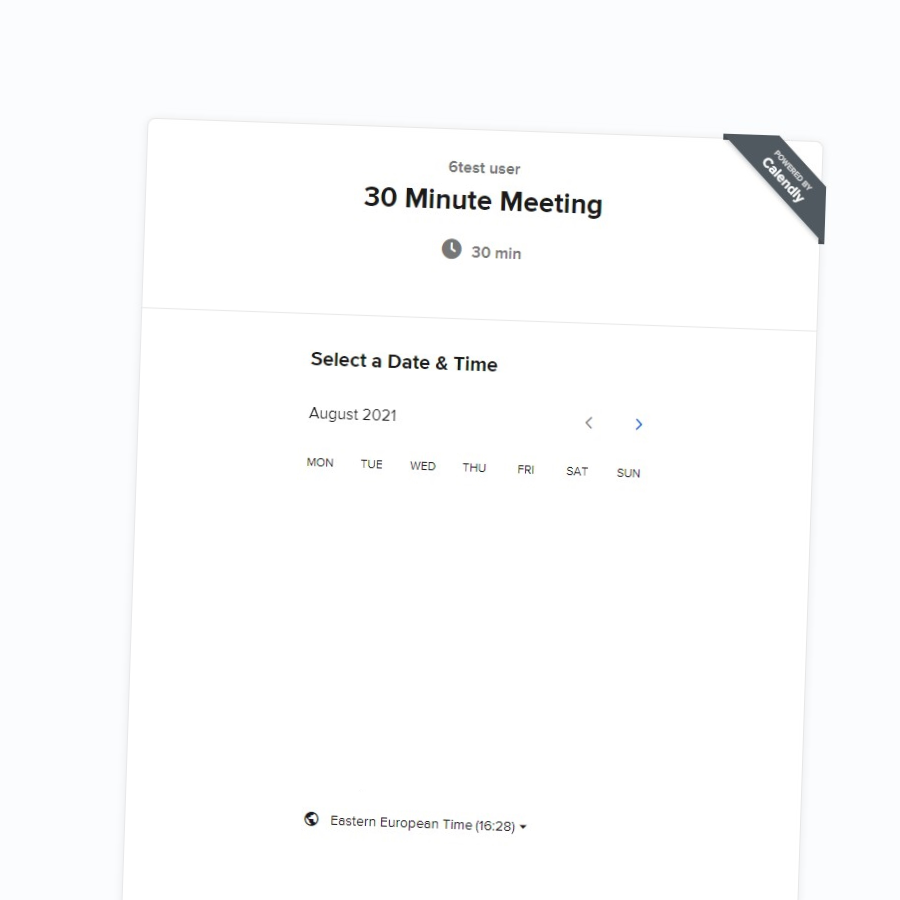 POWERED BY
Calendly
6test user
30 Minute Meeting
30 min
Select a Date & Time
August 2021
MON TUE WED THU FRI SAT SUN
Eastern European Time (16:28)